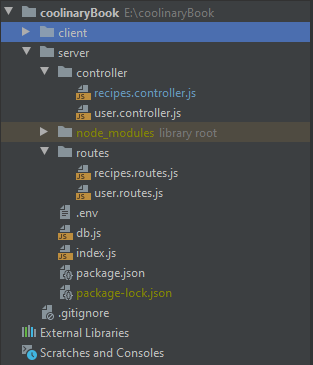 coolinaryBook E:\coolinaryBook
client
server
controller
recipes.controller.js
user.controller.js
node_modules library root
routes
recipes.routes.js
user.routes.js
.env
db.js
index.js
package.json
package-lock.json
.gitignore
External Libraries
Scratches and Consoles